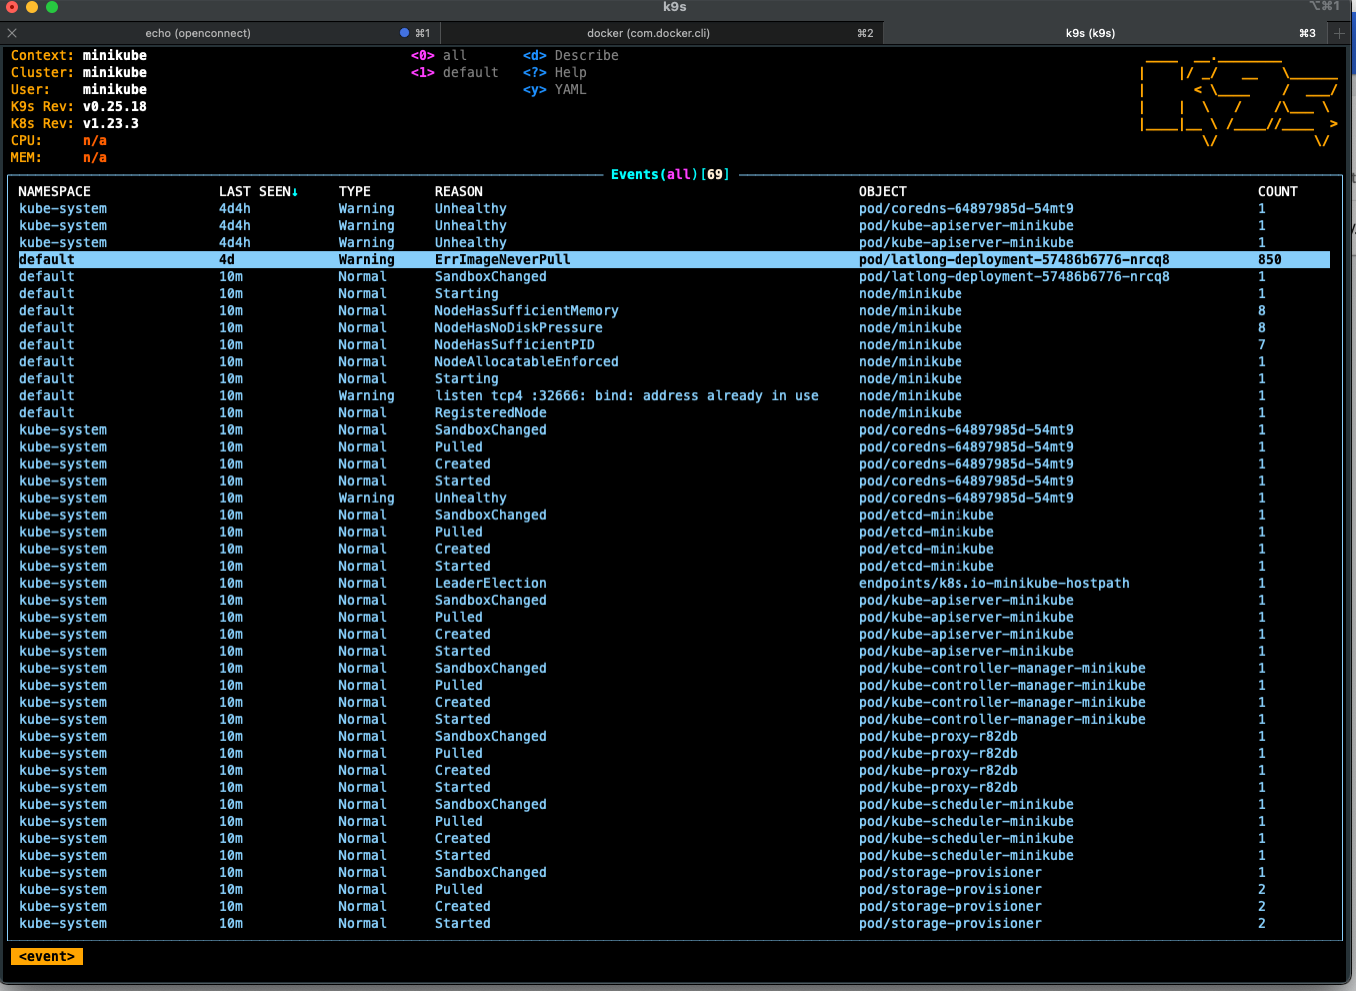 k9s
⌥⌘1
echo (openconnect) ⌘1 docker (com.docker.cli) ⌘2 k9s (k9s) ⌘3
Context: minikube <0> all <d> Describe
Cluster: minikube <1> default <?> Help
User: minikube <y> YAML
K9s Rev: v0.25.18
K8s Rev: v1.23.3
CPU: n/a
MEM: n/a
Events(all)[69]
NAMESPACE LAST SEEN↓ TYPE REASON OBJECT COUNT
kube-system 4d4h Warning Unhealthy pod/coredns-64897985d-54mt9 1
kube-system 4d4h Warning Unhealthy pod/kube-apiserver-minikube 1
kube-system 4d4h Warning Unhealthy pod/kube-apiserver-minikube 1
default 4d Warning ErrImageNeverPull pod/latlong-deployment-57486b6776-nrcq8 850
default 10m Normal SandboxChanged pod/latlong-deployment-57486b6776-nrcq8 1
default 10m Normal Starting node/minikube 1
default 10m Normal NodeHasSufficientMemory node/minikube 8
default 10m Normal NodeHasNoDiskPressure node/minikube 8
default 10m Normal NodeHasSufficientPID node/minikube 7
default 10m Normal NodeAllocatableEnforced node/minikube 1
default 10m Normal Starting node/minikube 1
default 10m Warning listen tcp4 :32666: bind: address already in use node/minikube 1
default 10m Normal RegisteredNode node/minikube 1
kube-system 10m Normal SandboxChanged pod/coredns-64897985d-54mt9 1
kube-system 10m Normal Pulled pod/coredns-64897985d-54mt9 1
kube-system 10m Normal Created pod/coredns-64897985d-54mt9 1
kube-system 10m Normal Started pod/coredns-64897985d-54mt9 1
kube-system 10m Warning Unhealthy pod/coredns-64897985d-54mt9 1
kube-system 10m Normal SandboxChanged pod/etcd-minikube 1
kube-system 10m Normal Pulled pod/etcd-minikube 1
kube-system 10m Normal Created pod/etcd-minikube 1
kube-system 10m Normal Started pod/etcd-minikube 1
kube-system 10m Normal LeaderElection endpoints/k8s.io-minikube-hostpath 1
kube-system 10m Normal SandboxChanged pod/kube-apiserver-minikube 1
kube-system 10m Normal Pulled pod/kube-apiserver-minikube 1
kube-system 10m Normal Created pod/kube-apiserver-minikube 1
kube-system 10m Normal Started pod/kube-apiserver-minikube 1
kube-system 10m Normal SandboxChanged pod/kube-controller-manager-minikube 1
kube-system 10m Normal Pulled pod/kube-controller-manager-minikube 1
kube-system 10m Normal Created pod/kube-controller-manager-minikube 1
kube-system 10m Normal Started pod/kube-controller-manager-minikube 1
kube-system 10m Normal SandboxChanged pod/kube-proxy-r82db 1
kube-system 10m Normal Pulled pod/kube-proxy-r82db 1
kube-system 10m Normal Created pod/kube-proxy-r82db 1
kube-system 10m Normal Started pod/kube-proxy-r82db 1
kube-system 10m Normal SandboxChanged pod/kube-scheduler-minikube 1
kube-system 10m Normal Pulled pod/kube-scheduler-minikube 1
kube-system 10m Normal Created pod/kube-scheduler-minikube 1
kube-system 10m Normal Started pod/kube-scheduler-minikube 1
kube-system 10m Normal SandboxChanged pod/storage-provisioner 1
kube-system 10m Normal Pulled pod/storage-provisioner 2
kube-system 10m Normal Created pod/storage-provisioner 2
kube-system 10m Normal Started pod/storage-provisioner 2
<event>